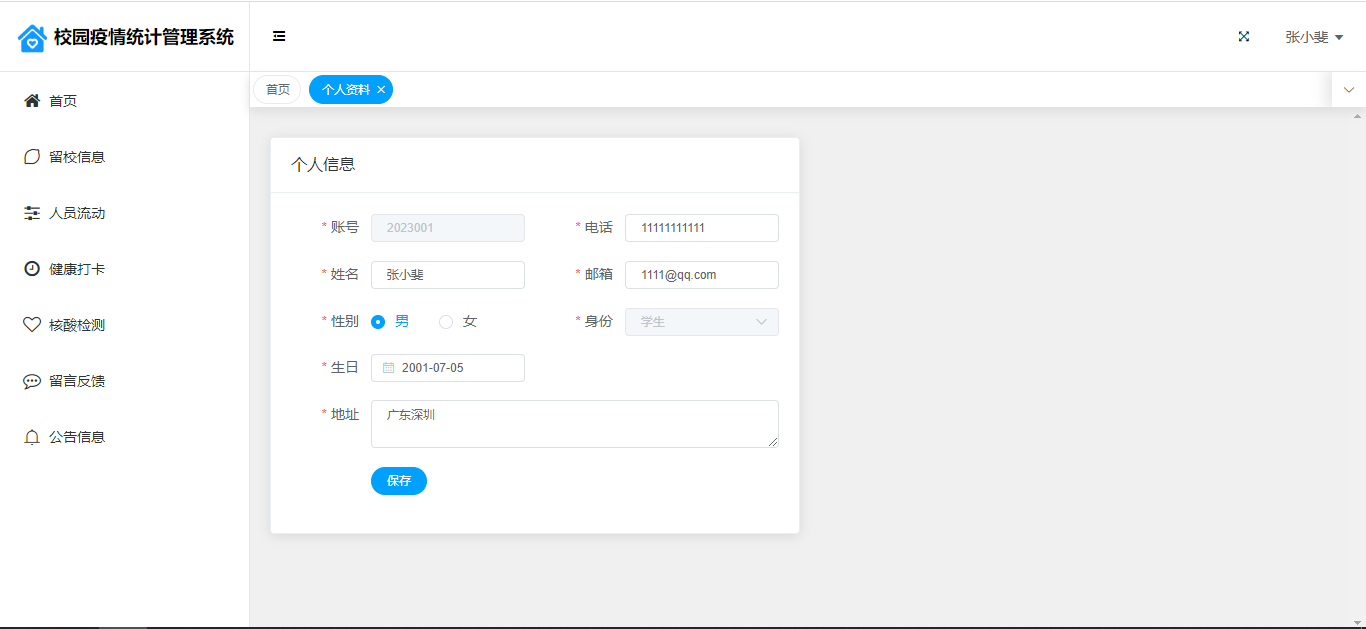 校园疫情统计管理系统
张小斐
首页
个人资料
首页
留校信息
人员流动
健康打卡
核酸检测
留言反馈
公告信息
个人信息
* 账号 2023001 * 电话 11111111111
* 姓名 张小斐 * 邮箱 1111@qq.com
* 性别 男 女 * 身份 学生
* 生日 2001-07-05
* 地址 广东深圳
保存